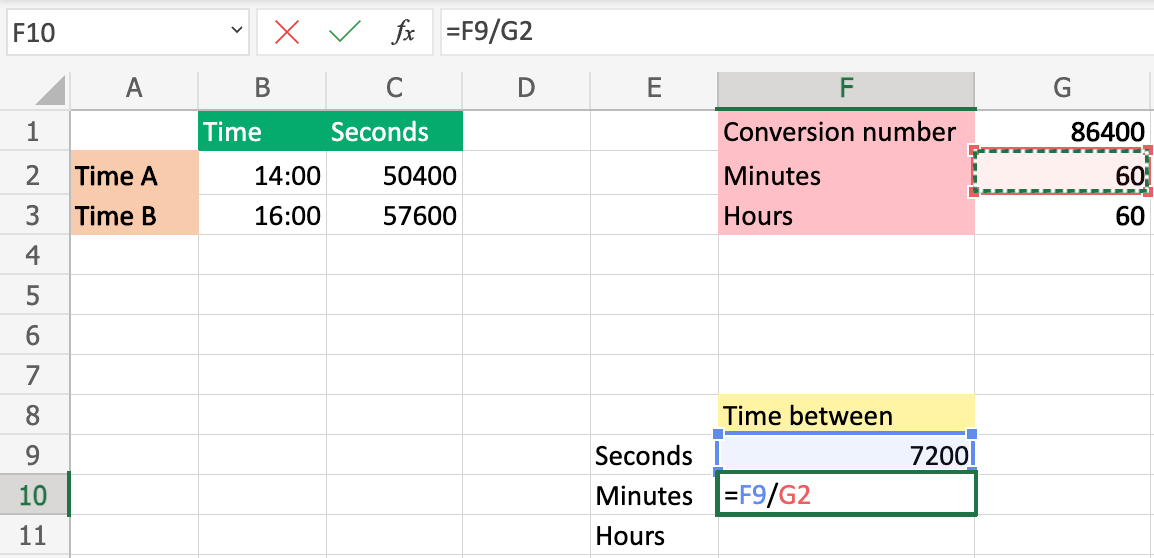 F10 fx =F9/G2
A B C D E F G
1 Time Seconds Conversion number 86400
2 Time A 14:00 50400 Minutes 60
3 Time B 16:00 57600 Hours 60
4
5
6
7
8 Time between
9 Seconds 7200
10 Minutes =F9/G2
11 Hours